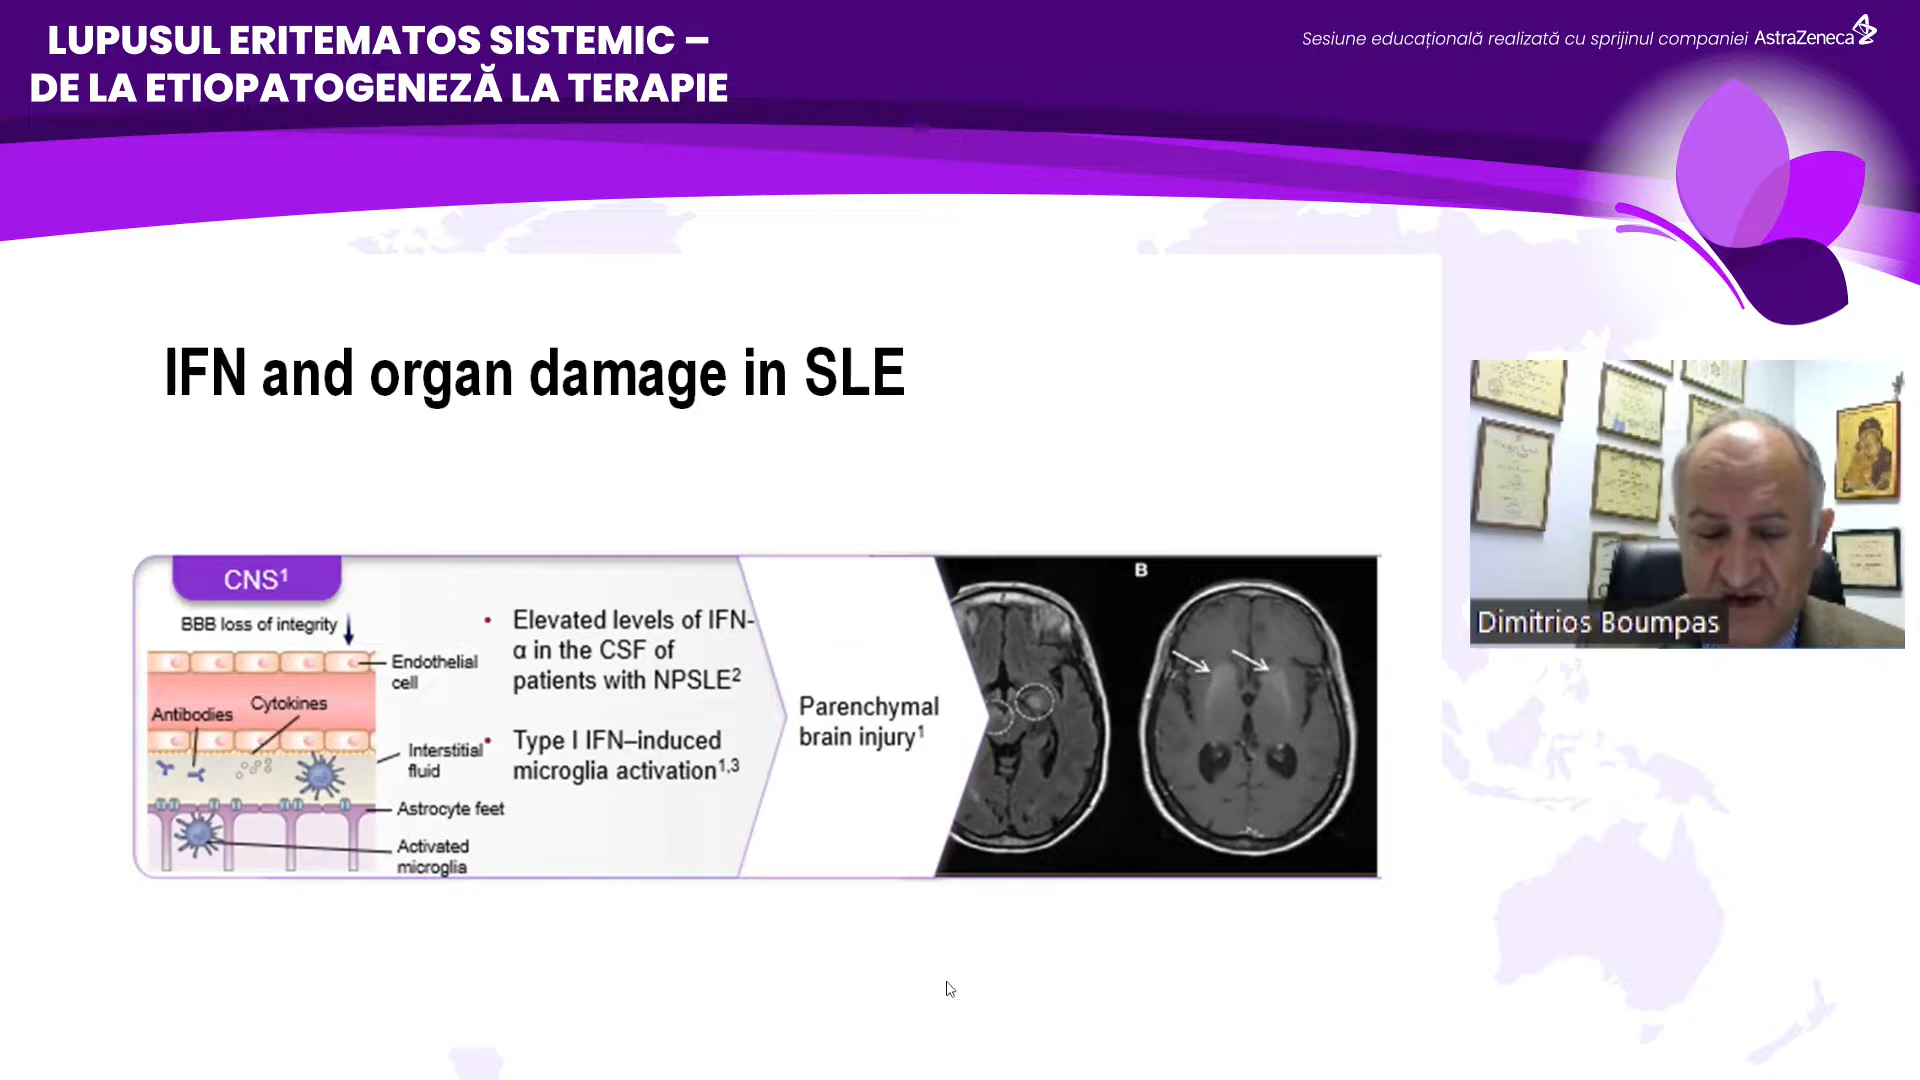 LUPUSUL ERITEMATOS SISTEMIC –
DE LA ETIOPATOGENEZĂ LA TERAPIE
Sesiune educațională realizată cu sprijinul companiei AstraZeneca
IFN and organ damage in SLE
CNS¹
BBB loss of integrity
Endothelial
cell
Antibodies
Cytokines
Interstitial
fluid
Astrocyte feet
Activated
microglia
• Elevated levels of IFN-
α in the CSF of
patients with NPSLE²
• Type I IFN–induced
microglia activation¹,³
Parenchymal
brain injury¹
B
Dimitrios Boumpas